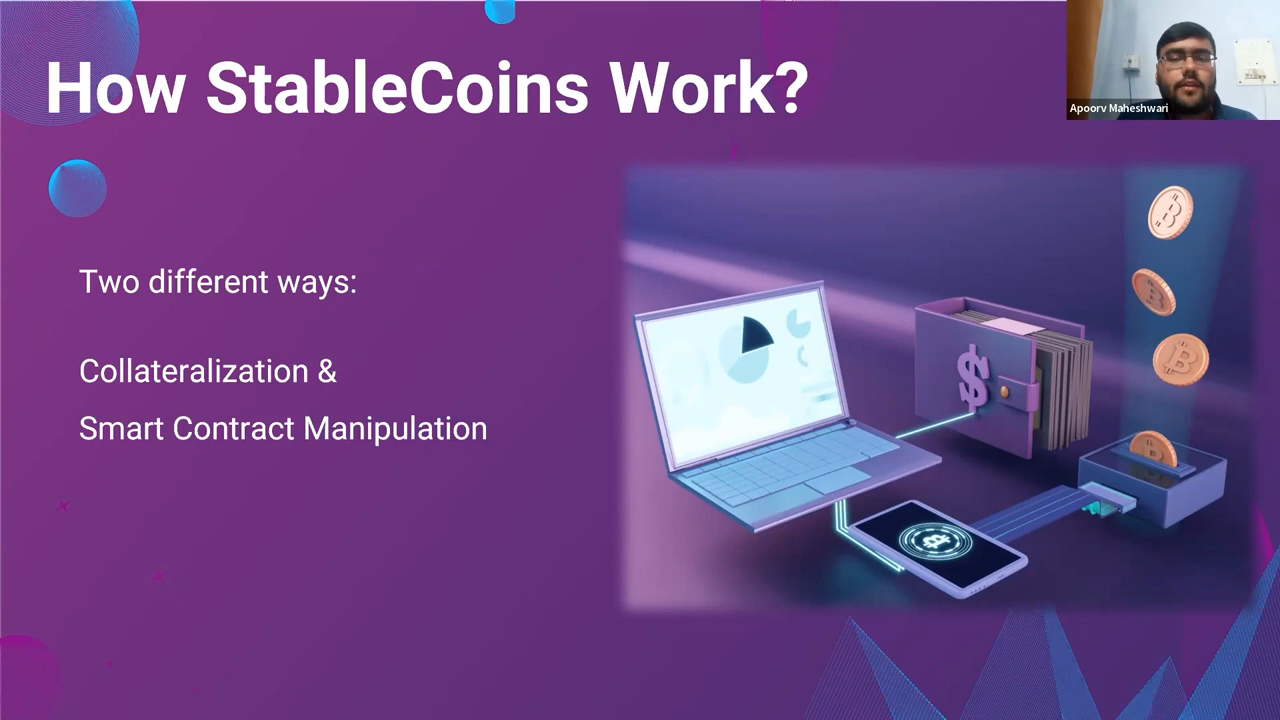 How StableCoins Work?
Apoorv Maheshwari
Two different ways:
Collateralization &
Smart Contract Manipulation
$